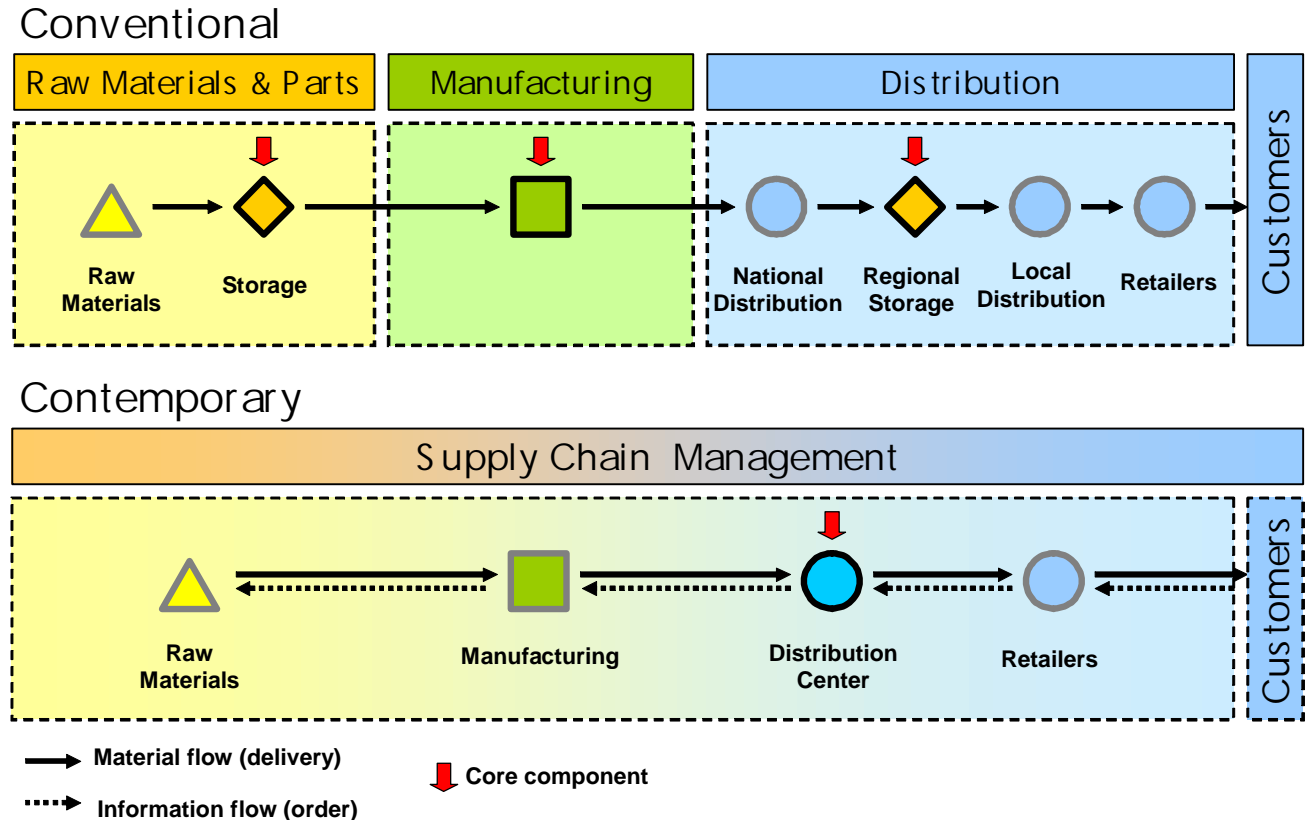 Conventional
Raw Materials & Parts
Manufacturing
Distribution
Customers
Raw
Materials
Storage
National
Distribution
Regional
Storage
Local
Distribution
Retailers
Contemporary
Supply Chain Management
Customers
Raw
Materials
Manufacturing
Distribution
Center
Retailers
Material flow (delivery)
Core component
Information flow (order)